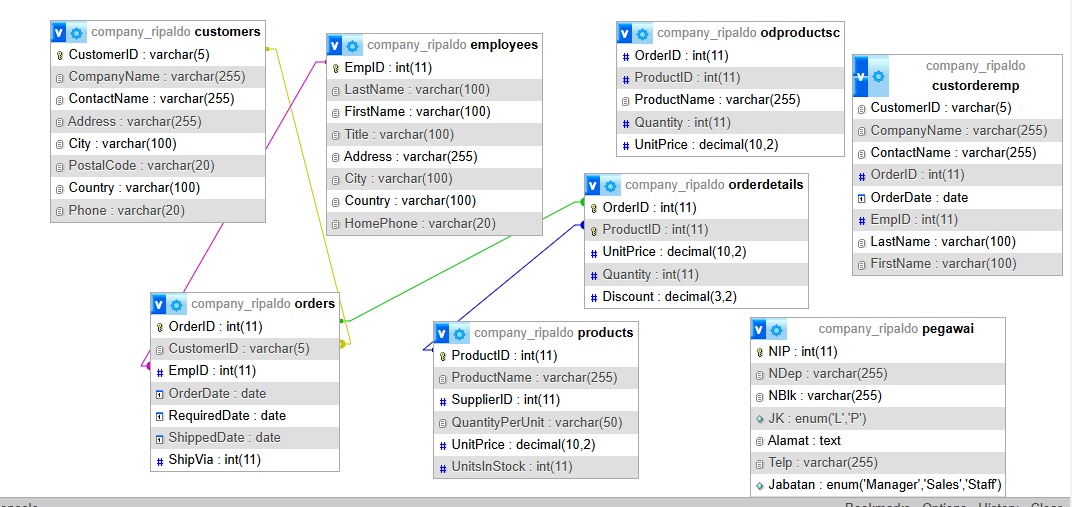 company_ripaldo customers
CustomerID : varchar(5)
CompanyName : varchar(255)
ContactName : varchar(255)
Address : varchar(255)
City : varchar(100)
PostalCode : varchar(20)
Country : varchar(100)
Phone : varchar(20)
company_ripaldo employees
EmpID : int(11)
LastName : varchar(100)
FirstName : varchar(100)
Title : varchar(100)
Address : varchar(255)
City : varchar(100)
Country : varchar(100)
HomePhone : varchar(20)
company_ripaldo odproductsc
OrderID : int(11)
ProductID : int(11)
ProductName : varchar(255)
Quantity : int(11)
UnitPrice : decimal(10,2)
company_ripaldo
custorderemp
CustomerID : varchar(5)
CompanyName : varchar(255)
ContactName : varchar(255)
OrderID : int(11)
OrderDate : date
EmpID : int(11)
LastName : varchar(100)
FirstName : varchar(100)
company_ripaldo orderdetails
OrderID : int(11)
ProductID : int(11)
UnitPrice : decimal(10,2)
Quantity : int(11)
Discount : decimal(3,2)
company_ripaldo orders
OrderID : int(11)
CustomerID : varchar(5)
EmpID : int(11)
OrderDate : date
RequiredDate : date
ShippedDate : date
ShipVia : int(11)
company_ripaldo products
ProductID : int(11)
ProductName : varchar(255)
SupplierID : int(11)
QuantityPerUnit : varchar(50)
UnitPrice : decimal(10,2)
UnitsInStock : int(11)
company_ripaldo pegawai
NIP : int(11)
NDep : varchar(255)
NBlk : varchar(255)
JK : enum('L','P')
Alamat : text
Telp : varchar(255)
Jabatan : enum('Manager','Sales','Staff')
Bookmarks Options History Clear